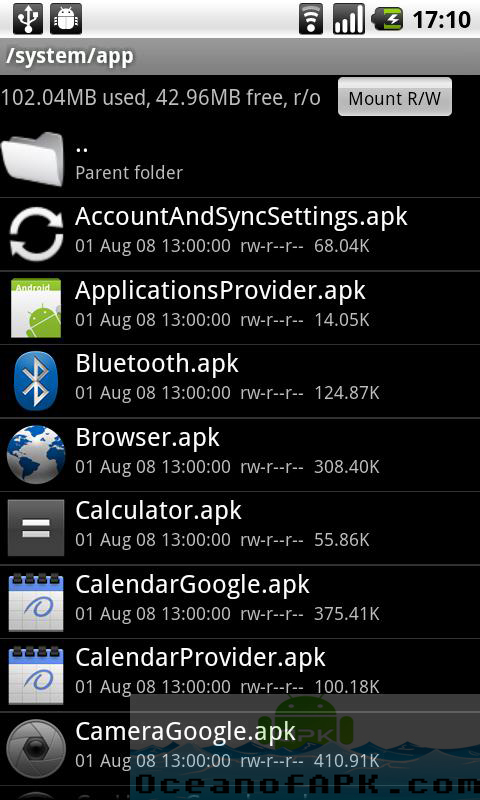 17:10
/system/app
102.04MB used, 42.96MB free, r/o Mount R/W
..
Parent folder
AccountAndSyncSettings.apk
01 Aug 08 13:00:00 rw-r--r-- 68.04K
Android
ApplicationsProvider.apk
01 Aug 08 13:00:00 rw-r--r-- 14.05K
Bluetooth.apk
01 Aug 08 13:00:00 rw-r--r-- 124.87K
Browser.apk
01 Aug 08 13:00:00 rw-r--r-- 308.40K
Calculator.apk
01 Aug 08 13:00:00 rw-r--r-- 55.86K
CalendarGoogle.apk
01 Aug 08 13:00:00 rw-r--r-- 375.41K
CalendarProvider.apk
01 Aug 08 13:00:00 rw-r--r-- 100.18K
CameraGoogle.apk
APK
01 Aug 08 13:00:00 rw-r--r-- 410.91K
OceanofAPK.com